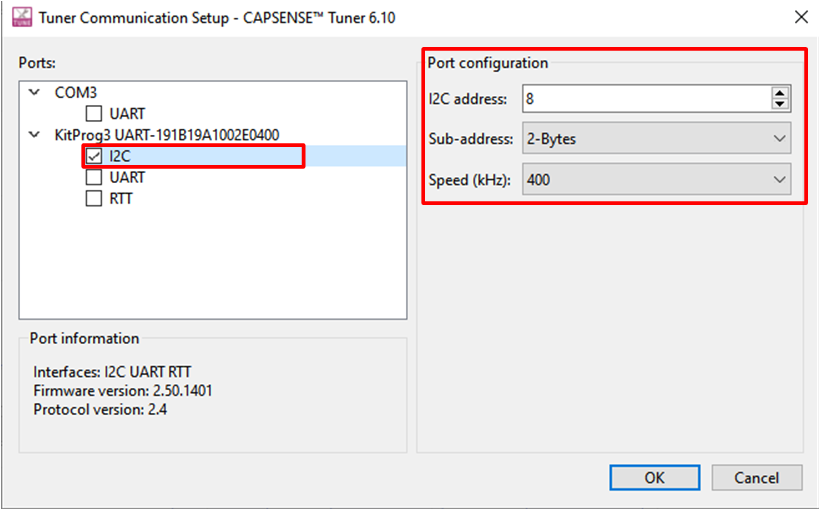 Tuner Communication Setup - CAPSENSE™ Tuner 6.10
Ports:
COM3
UART
KitProg3 UART-191B19A1002E0400
I2C
UART
RTT
Port information
Interfaces: I2C UART RTT
Firmware version: 2.50.1401
Protocol version: 2.4
Port configuration
I2C address: 8
Sub-address: 2-Bytes
Speed (kHz): 400
OK Cancel